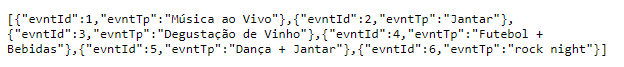 [{"evntId":1,"evntTp":"Música ao Vivo"},{"evntId":2,"evntTp":"Jantar"},
{"evntId":3,"evntTp":"Degustação de Vinho"},{"evntId":4,"evntTp":"Futebol +
Bebidas"},{"evntId":5,"evntTp":"Dança + Jantar"},{"evntId":6,"evntTp":"rock night"}]